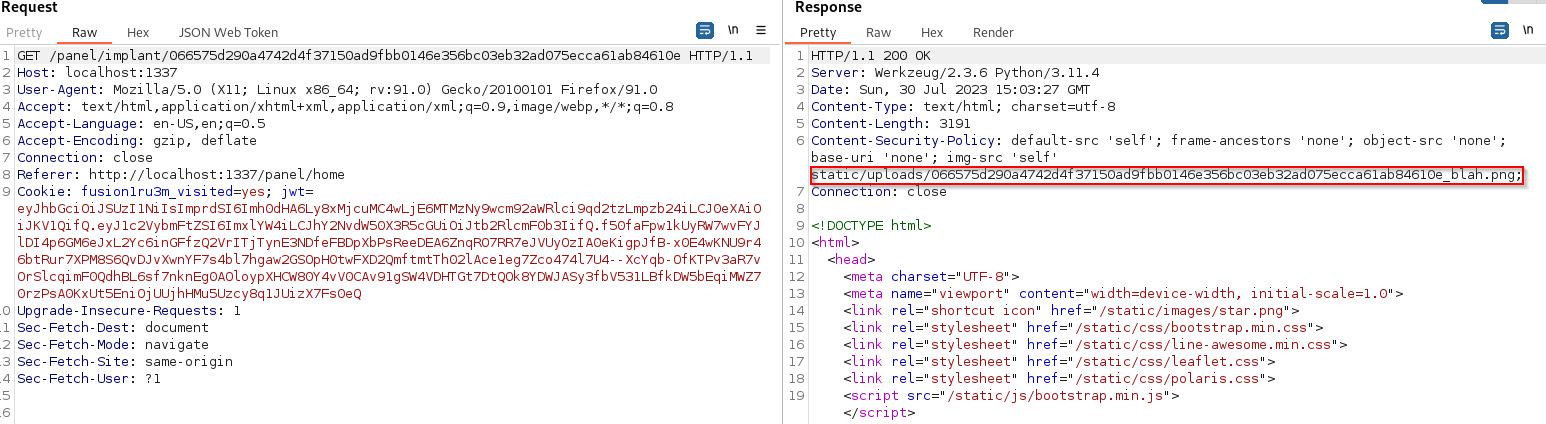 Request
Pretty Raw Hex JSON Web Token \n
1 GET /panel/implant/066575d290a4742d4f37150ad9fbb0146e356bc03eb32ad075ecca61ab84610e HTTP/1.1
2 Host: localhost:1337
3 User-Agent: Mozilla/5.0 (X11; Linux x86_64; rv:91.0) Gecko/20100101 Firefox/91.0
4 Accept: text/html,application/xhtml+xml,application/xml;q=0.9,image/webp,*/*;q=0.8
5 Accept-Language: en-US,en;q=0.5
6 Accept-Encoding: gzip, deflate
7 Connection: close
8 Referer: http://localhost:1337/panel/home
9 Cookie: fusion1ru3m_visited=yes; jwt=
eyJhbGciOiJSUzI1NiIsImprdSI6Imh0dHA6Ly8xMjcuMC4wLjE6MTMzNy9wcm92aWRlci9qd2tzLmpzb24iLCJ0eXAiO
iJKV1QifQ.eyJ1c2VybmFtZSI6ImxlYW4iLCJhY2NvdW50X3R5cGUiOiJtb2RlcmF0b3IifQ.f50faFpw1kUyRW7wvFYJ
lDI4p6GM6eJxL2Yc6inGFfzQ2VrITjTynE3NDfeFBDpXbPsReeDEA6ZnqRO7RR7eJVUyOzIA0eKigpJfB-x0E4wKNU9r4
6btRur7XPM8S6QvDJvXwnYF7s4bl7hgaw2GSOpH0twFXD2QmftmtTh02lAce1eg7Zco474l7U4--XcYqb-OfKTPv3aR7v
OrSlcqimFOQdhBL6sf7nknEg0AOloypXHCW8OY4vVOCAv91gSW4VDHTGt7DtQOk8YDWJASy3fbV531LBfkDW5bEqiMWZ7
0rzPsA0KxUt5EniOjUUjhHMu5Uzcy8q1JUizX7Fs0eQ
10 Upgrade-Insecure-Requests: 1
11 Sec-Fetch-Dest: document
12 Sec-Fetch-Mode: navigate
13 Sec-Fetch-Site: same-origin
14 Sec-Fetch-User: ?1
15
16
Response
Pretty Raw Hex Render \n
1 HTTP/1.1 200 OK
2 Server: Werkzeug/2.3.6 Python/3.11.4
3 Date: Sun, 30 Jul 2023 15:03:27 GMT
4 Content-Type: text/html; charset=utf-8
5 Content-Length: 3191
6 Content-Security-Policy: default-src 'self'; frame-ancestors 'none'; object-src 'none';
base-uri 'none'; img-src 'self'
static/uploads/066575d290a4742d4f37150ad9fbb0146e356bc03eb32ad075ecca61ab84610e_blah.png;
7 Connection: close
8
9 <!DOCTYPE html>
10 <html>
11 <head>
12 <meta charset="UTF-8">
13 <meta name="viewport" content="width=device-width, initial-scale=1.0">
14 <link rel="shortcut icon" href="/static/images/star.png">
15 <link rel="stylesheet" href="/static/css/bootstrap.min.css">
16 <link rel="stylesheet" href="/static/css/line-awesome.min.css">
17 <link rel="stylesheet" href="/static/css/leaflet.css">
18 <link rel="stylesheet" href="/static/css/polaris.css">
19 <script src="/static/js/bootstrap.min.js">
</script>